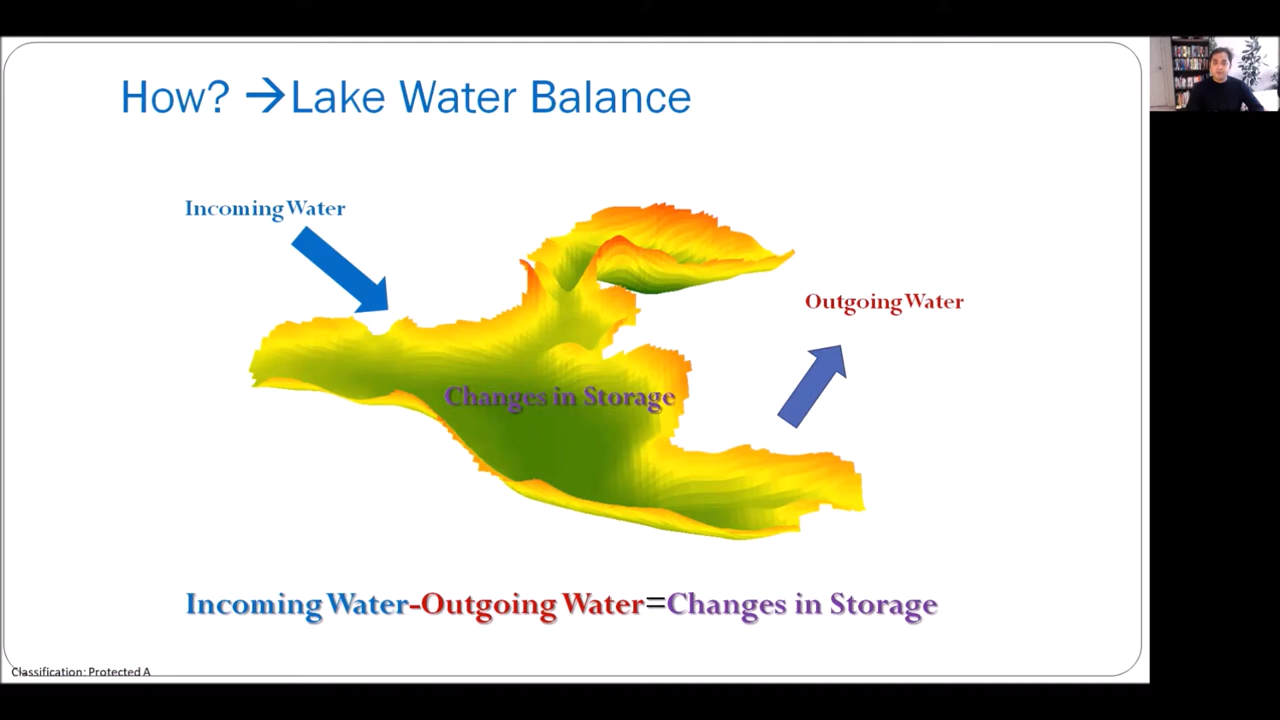 How? →Lake Water Balance
Incoming Water
Outgoing Water
Changes in Storage
Incoming Water-Outgoing Water=Changes in Storage
Classification: Protected A